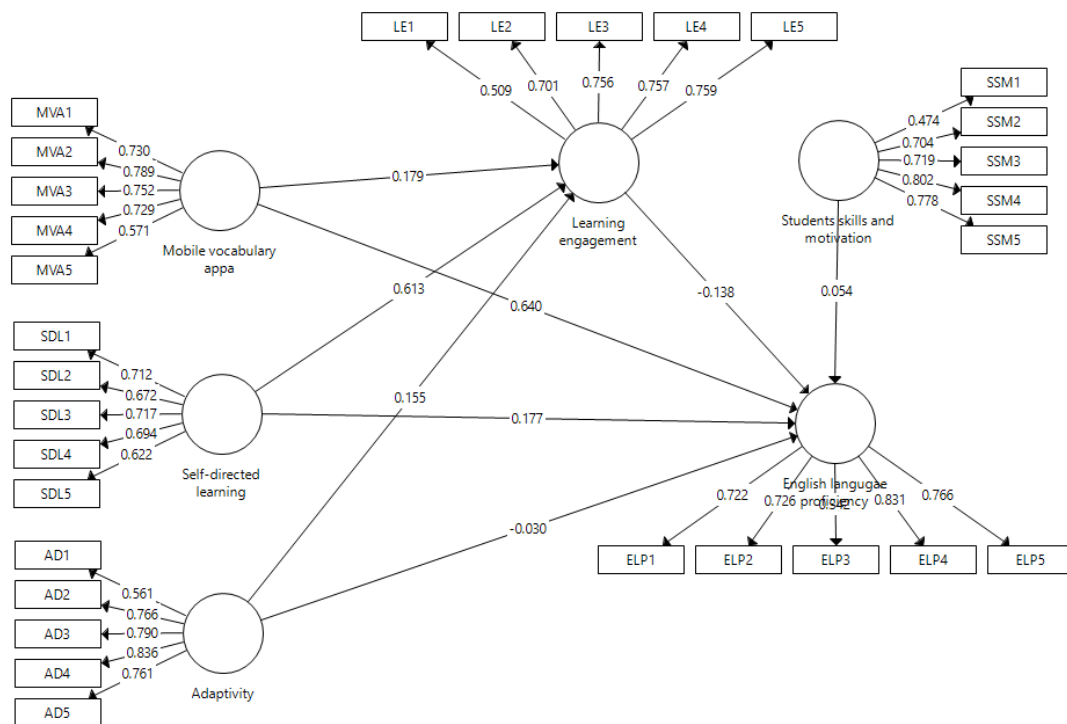 LE1
LE2
LE3
LE4
LE5
0.509
0.701
0.756
0.757
0.759
SSM1
SSM2
SSM3
SSM4
SSM5
0.474
0.704
0.719
0.802
0.778
MVA1
MVA2
MVA3
MVA4
MVA5
0.730
0.789
0.752
0.729
0.571
Mobile vocabulary
appa
0.179
Learning
engagement
Students skills and
motivation
0.613
0.640
-0.138
0.054
SDL1
SDL2
SDL3
SDL4
SDL5
0.712
0.672
0.717
0.694
0.622
Self-directed
learning
0.155
0.177
English langugae
proficiency
0.722
0.726
0.831
0.766
-0.030
ELP1
ELP2
ELP3
ELP4
ELP5
AD1
AD2
AD3
AD4
AD5
0.561
0.766
0.790
0.836
0.761
Adaptivity